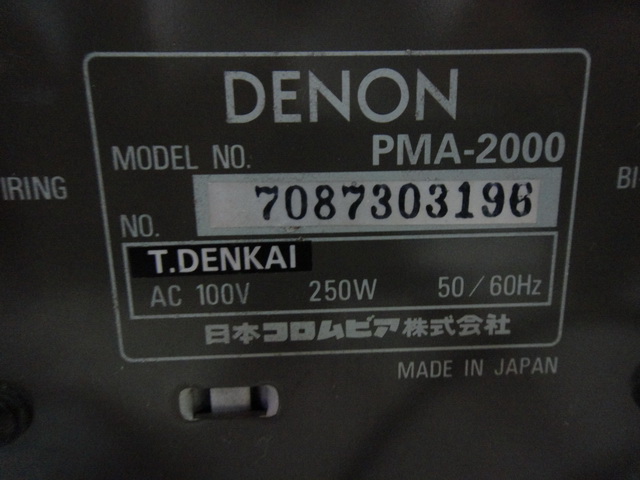 DENON
MODEL NO. PMA-2000
IRING
BI-
NO. 7087303196
T.DENKAI
AC 100V 250W 50/60Hz
日本コロムビア株式会社
MADE IN JAPAN